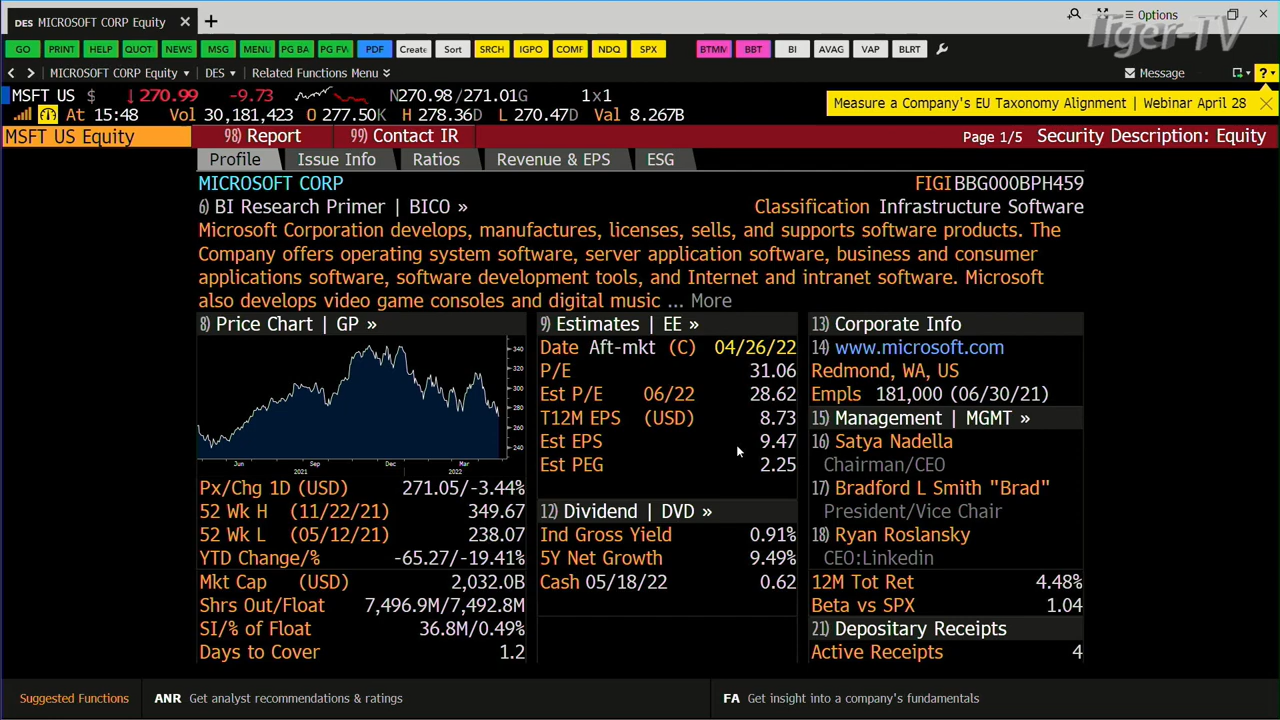 DES MICROSOFT CORP Equity × +
Options
Tiger-TV
GO PRINT HELP QUOT NEWS MSG MENU PG BA PG FW PDF Create Sort SRCH IGPO COMF NDQ SPX BTMM BBT BI AVAG VAP BLRT
MICROSOFT CORP Equity DES Related Functions Menu Message ?
MSFT US $ ↓270.99 -9.73 N270.98/271.01G 1x1
At 15:48 Vol 30,181,423 O 277.50K H 278.36D L 270.47D Val 8.267B
Measure a Company's EU Taxonomy Alignment | Webinar April 28
MSFT US Equity 98) Report 99) Contact IR Page 1/5 Security Description: Equity
Profile Issue Info Ratios Revenue & EPS ESG
MICROSOFT CORP FIGI BBG000BPH459
6) BI Research Primer | BICO » Classification Infrastructure Software
Microsoft Corporation develops, manufactures, licenses, sells, and supports software products. The
Company offers operating system software, server application software, business and consumer
applications software, software development tools, and Internet and intranet software. Microsoft
also develops video game consoles and digital music ... More
8) Price Chart | GP »
340
320
300
280
260
240
Jun Sep Dec Mar
2021 2022
Px/Chg 1D (USD) 271.05/-3.44%
52 Wk H (11/22/21) 349.67
52 Wk L (05/12/21) 238.07
YTD Change/% -65.27/-19.41%
Mkt Cap (USD) 2,032.0B
Shrs Out/Float 7,496.9M/7,492.8M
SI/% of Float 36.8M/0.49%
Days to Cover 1.2
9) Estimates | EE »
Date Aft-mkt (C) 04/26/22
P/E 31.06
Est P/E 06/22 28.62
T12M EPS (USD) 8.73
Est EPS 9.47
Est PEG 2.25
12) Dividend | DVD »
Ind Gross Yield 0.91%
5Y Net Growth 9.49%
Cash 05/18/22 0.62
13) Corporate Info
14) www.microsoft.com
Redmond, WA, US
Empls 181,000 (06/30/21)
15) Management | MGMT »
16) Satya Nadella
Chairman/CEO
17) Bradford L Smith "Brad"
President/Vice Chair
18) Ryan Roslansky
CEO:Linkedin
12M Tot Ret 4.48%
Beta vs SPX 1.04
21) Depositary Receipts
Active Receipts 4
Suggested Functions ANR Get analyst recommendations & ratings FA Get insight into a company's fundamentals